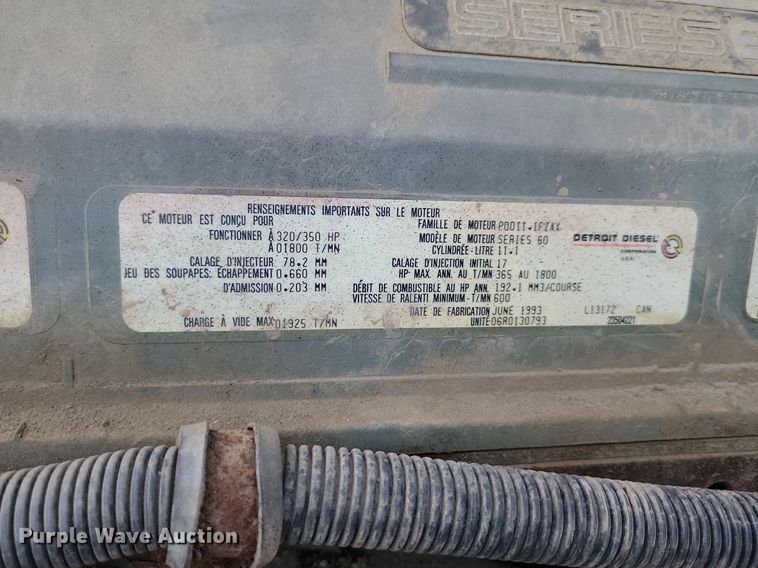 SERIES
RENSEIGNEMENTS IMPORTANTS SUR LE MOTEUR
CE MOTEUR EST CONÇU POUR
FONCTIONNER À 320/350 HP
À 01800 T/MN
CALAGE D'INJECTEUR 78.2 MM
JEU DES SOUPAPES: ÉCHAPPEMENT 0.660 MM
D'ADMISSION 0.203 MM
CHARGE À VIDE MAX 01925 T/MN
FAMILLE DE MOTEUR
MODÈLE DE MOTEUR SERIES 60
CYLINDRÉE-LITRE 11.1
CALAGE D'INJECTION INITIAL 17
HP MAX. ANN. AU T/MN 365 AU 1800
DÉBIT DE COMBUSTIBLE AU HP ANN. 192.1 MM3/COURSE
VITESSE DE RALENTI MINIMUM-T/MN 600
DATE DE FABRICATION JUNE 1993 L13172 CAN
UNITÉ 06R0130793 23504221
DETROIT DIESEL
CORPORATION
U.S.A.
Purple Wave Auction